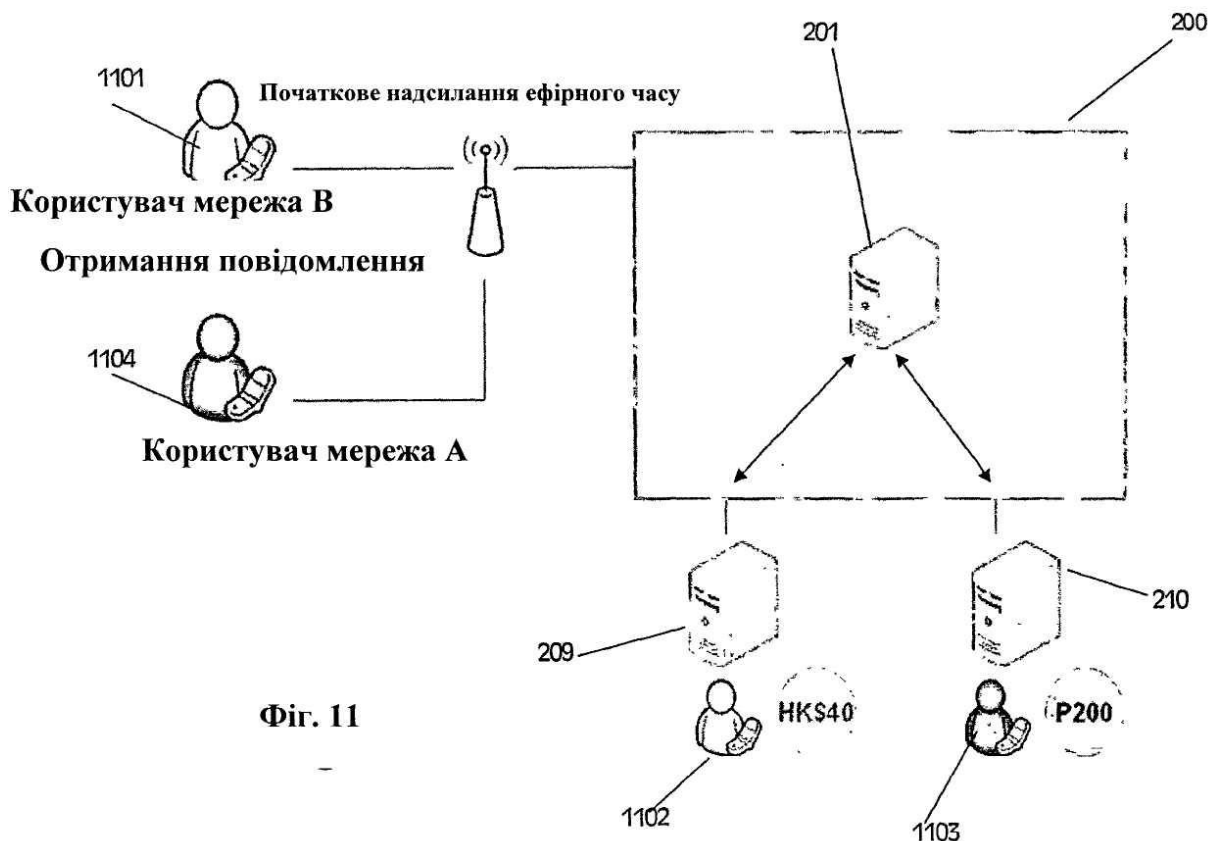 200
201
1101
Початкове надсилання ефірного часу
Користувач мережа В
Отримання повідомлення
1104
Користувач мережа А
210
209
HK$40
P200
Фіг. 11
1102
1103